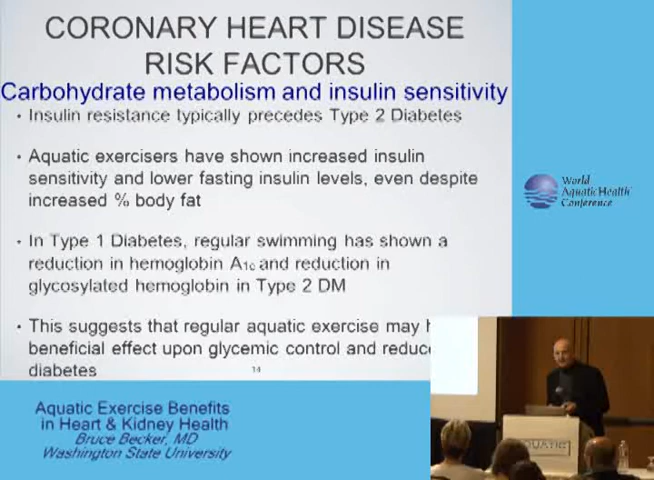 CORONARY HEART DISEASE
RISK FACTORS
Carbohydrate metabolism and insulin sensitivity
• Insulin resistance typically precedes Type 2 Diabetes
• Aquatic exercisers have shown increased insulin
sensitivity and lower fasting insulin levels, even despite
increased % body fat
• In Type 1 Diabetes, regular swimming has shown a
reduction in hemoglobin A1c and reduction in
glycosylated hemoglobin in Type 2 DM
• This suggests that regular aquatic exercise may
beneficial effect upon glycemic control and
diabetes
14
World
Aquatic Health
Conference
Aquatic Exercise Benefits
in Heart & Kidney Health
Bruce Becker, MD
Washington State University